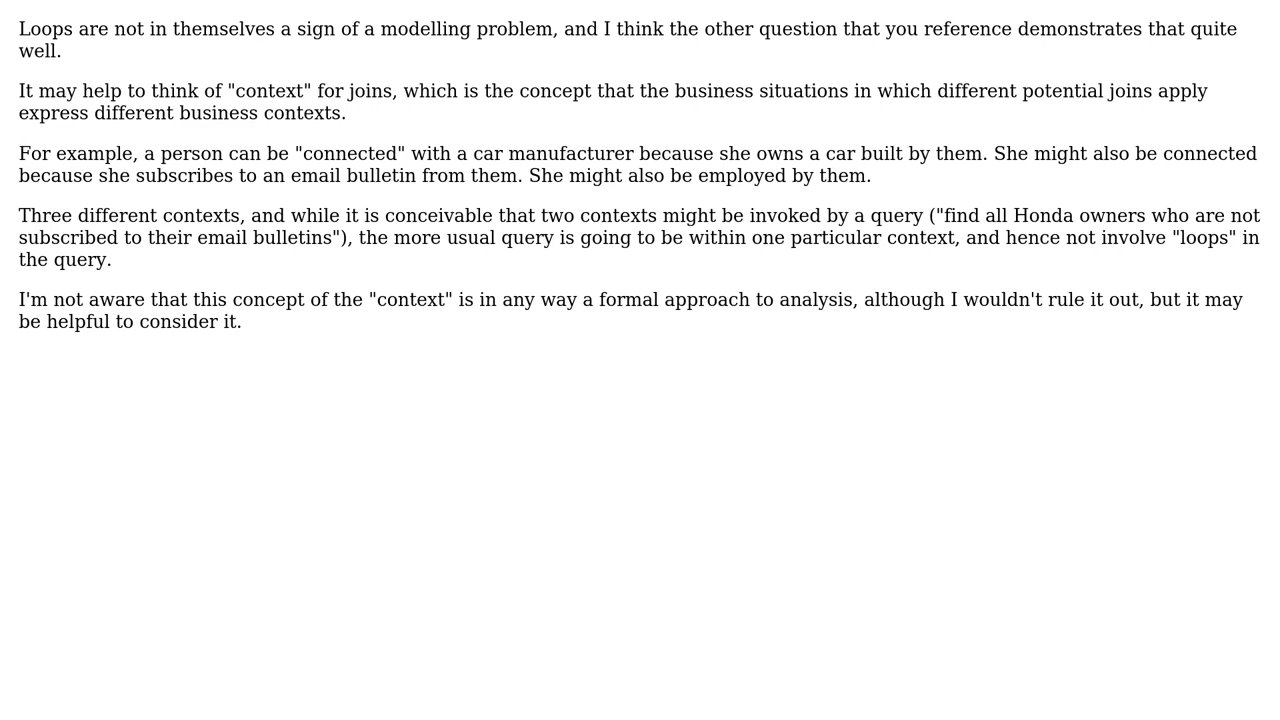 Loops are not in themselves a sign of a modelling problem, and I think the other question that you reference demonstrates that quite
well.
It may help to think of "context" for joins, which is the concept that the business situations in which different potential joins apply
express different business contexts.
For example, a person can be "connected" with a car manufacturer because she owns a car built by them. She might also be connected
because she subscribes to an email bulletin from them. She might also be employed by them.
Three different contexts, and while it is conceivable that two contexts might be invoked by a query ("find all Honda owners who are not
subscribed to their email bulletins"), the more usual query is going to be within one particular context, and hence not involve "loops" in
the query.
I'm not aware that this concept of the "context" is in any way a formal approach to analysis, although I wouldn't rule it out, but it may
be helpful to consider it.